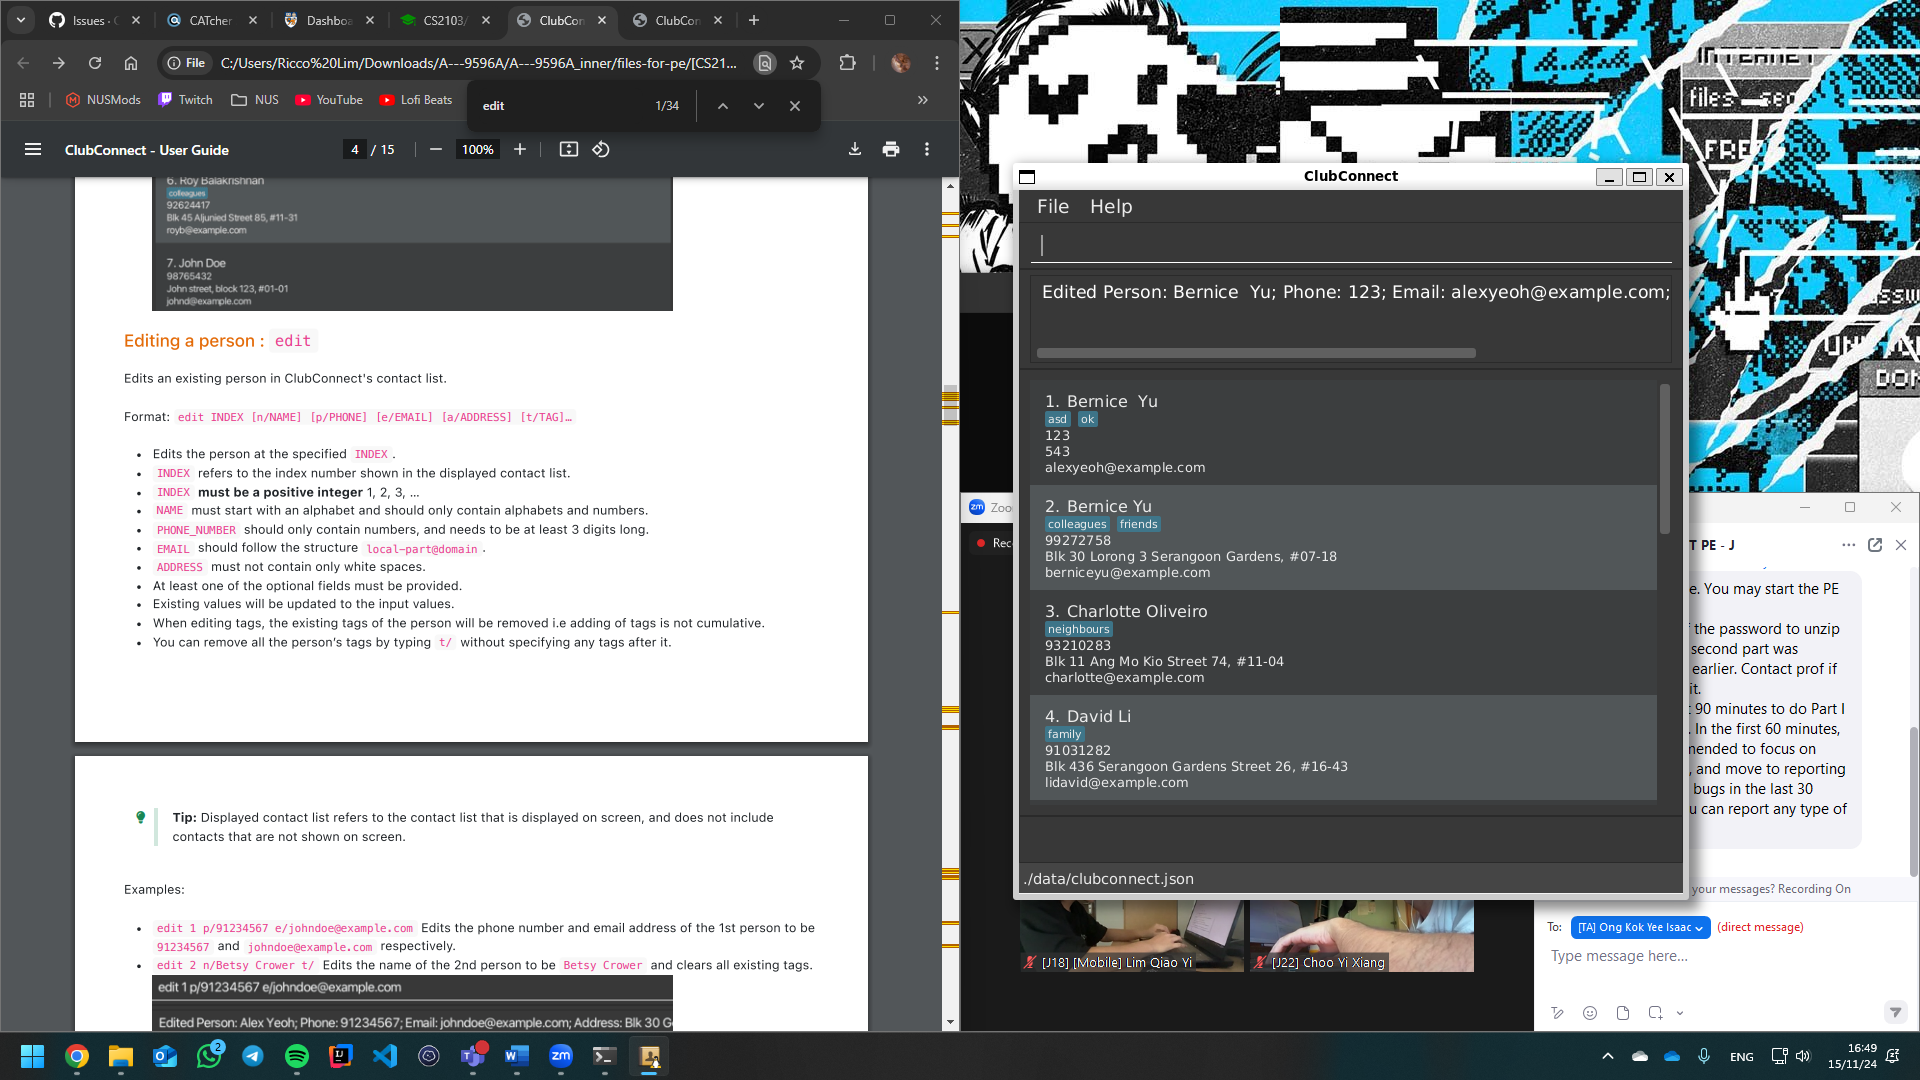 Issues · C
CATcher
Dashboa
CS2103/
ClubCon
ClubCon
File
C:/Users/Ricco%20Lim/Downloads/A---9596A/A---9596A_inner/files-for-pe/[CS21...
NUSMods
Twitch
NUS
YouTube
Lofi Beats
edit
1/34
ClubConnect - User Guide
4 / 15
100%
6. Roy Balakrishnan
colleagues
92624417
Blk 45 Aljunied Street 85, #11-31
royb@example.com
7. John Doe
98765432
John street, block 123, #01-01
johnd@example.com
Editing a person : edit
Edits an existing person in ClubConnect's contact list.
Format: edit INDEX [n/NAME] [p/PHONE] [e/EMAIL] [a/ADDRESS] [t/TAG]…
Edits the person at the specified INDEX .
INDEX refers to the index number shown in the displayed contact list.
INDEX must be a positive integer 1, 2, 3, …
NAME must start with an alphabet and should only contain alphabets and numbers.
PHONE_NUMBER should only contain numbers, and needs to be at least 3 digits long.
EMAIL should follow the structure local-part@domain .
ADDRESS must not contain only white spaces.
At least one of the optional fields must be provided.
Existing values will be updated to the input values.
When editing tags, the existing tags of the person will be removed i.e adding of tags is not cumulative.
You can remove all the person's tags by typing t/ without specifying any tags after it.
Tip: Displayed contact list refers to the contact list that is displayed on screen, and does not include
contacts that are not shown on screen.
Examples:
edit 1 p/91234567 e/johndoe@example.com Edits the phone number and email address of the 1st person to be
91234567 and johndoe@example.com respectively.
edit 2 n/Betsy Crower t/ Edits the name of the 2nd person to be Betsy Crower and clears all existing tags.
edit 1 p/91234567 e/johndoe@example.com
Edited Person: Alex Yeoh; Phone: 91234567; Email: johndoe@example.com; Address: Blk 30 G
INTERNET
files
FREE
ClubConnect
File Help
Edited Person: Bernice  Yu; Phone: 123; Email: alexyeoh@example.com;
1. Bernice  Yu
asd ok
123
543
alexyeoh@example.com
2. Bernice Yu
colleagues friends
99272758
Blk 30 Lorong 3 Serangoon Gardens, #07-18
berniceyu@example.com
3. Charlotte Oliveiro
neighbours
93210283
Blk 11 Ang Mo Kio Street 74, #11-04
charlotte@example.com
4. David Li
family
91031282
Blk 436 Serangoon Gardens Street 26, #16-43
lidavid@example.com
./data/clubconnect.json
zm Zoo
Rec
T PE - J
e. You may start the PE
f the password to unzip
second part was
earlier. Contact prof if
it.
t 90 minutes to do Part I
. In the first 60 minutes,
mended to focus on
, and move to reporting
bugs in the last 30
u can report any type of
your messages? Recording On
To: [TA] Ong Kok Yee Isaac (direct message)
Type message here...
[J18] [Mobile] Lim Qiao Yi
[J22] Choo Yi Xiang
2
zm
ENG
16:49
15/11/24